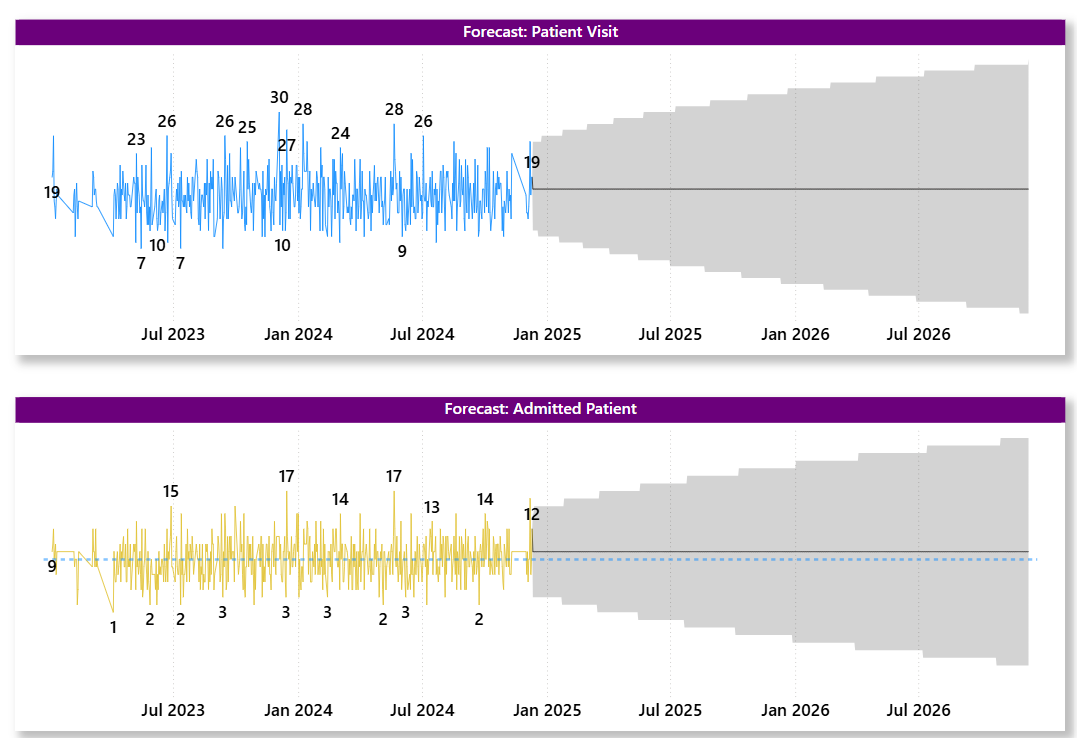 Forecast: Patient Visit
30
28
28
26
26
25
26
23
27
24
19
19
10
10
9
7
7
Jul 2023
Jan 2024
Jul 2024
Jan 2025
Jul 2025
Jan 2026
Jul 2026
Forecast: Admitted Patient
17
17
15
14
14
13
12
9
3
3
3
3
2
2
2
2
1
Jul 2023
Jan 2024
Jul 2024
Jan 2025
Jul 2025
Jan 2026
Jul 2026